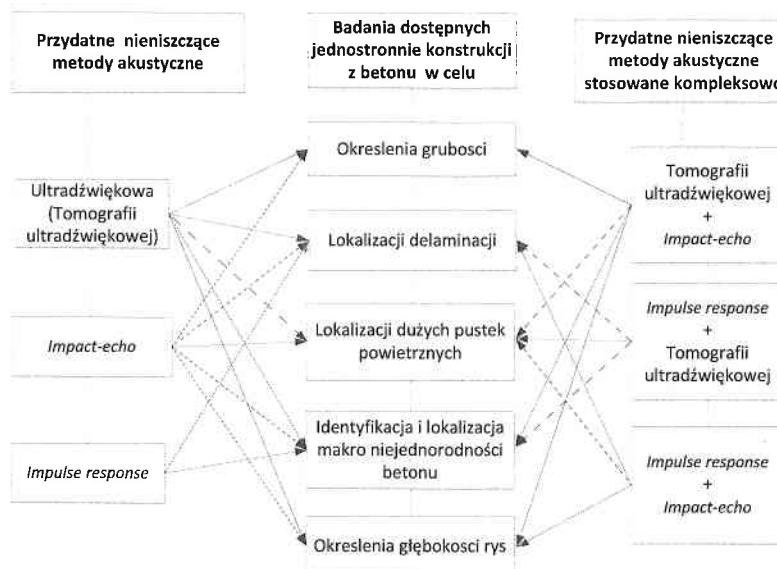 Przydatne nieniszczące
metody akustyczne
Badania dostępnych
jednostronnie konstrukcji
z betonu w celu
Przydatne nieniszczące
metody akustyczne
stosowane kompleksowo
Ultradźwiękowa
(Tomografii
ultradźwiękowej)
Impact-echo
Impulse response
Okreslenia grubosci
Lokalizacji delaminacji
Lokalizacji dużych pustek
powietrznych
Identyfikacja i lokalizacja
makro niejednorodności
betonu
Okreslenia głębokosci rys
Tomografii
ultradźwiękowej
+
Impact-echo
Impulse response
+
Tomografii
ultradźwiękowej
Impulse response
+
Impact-echo